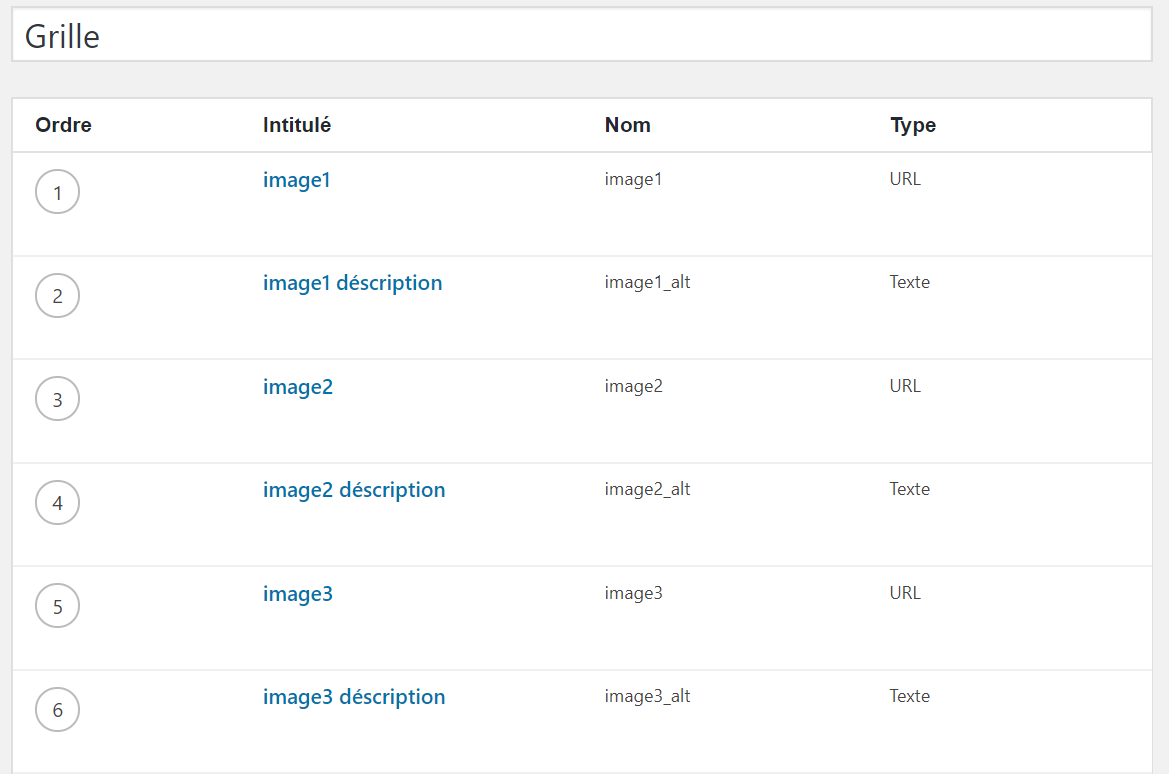 Grille
Ordre Intitulé Nom Type
1 image1 image1 URL
2 image1 déscription image1_alt Texte
3 image2 image2 URL
4 image2 déscription image2_alt Texte
5 image3 image3 URL
6 image3 déscription image3_alt Texte